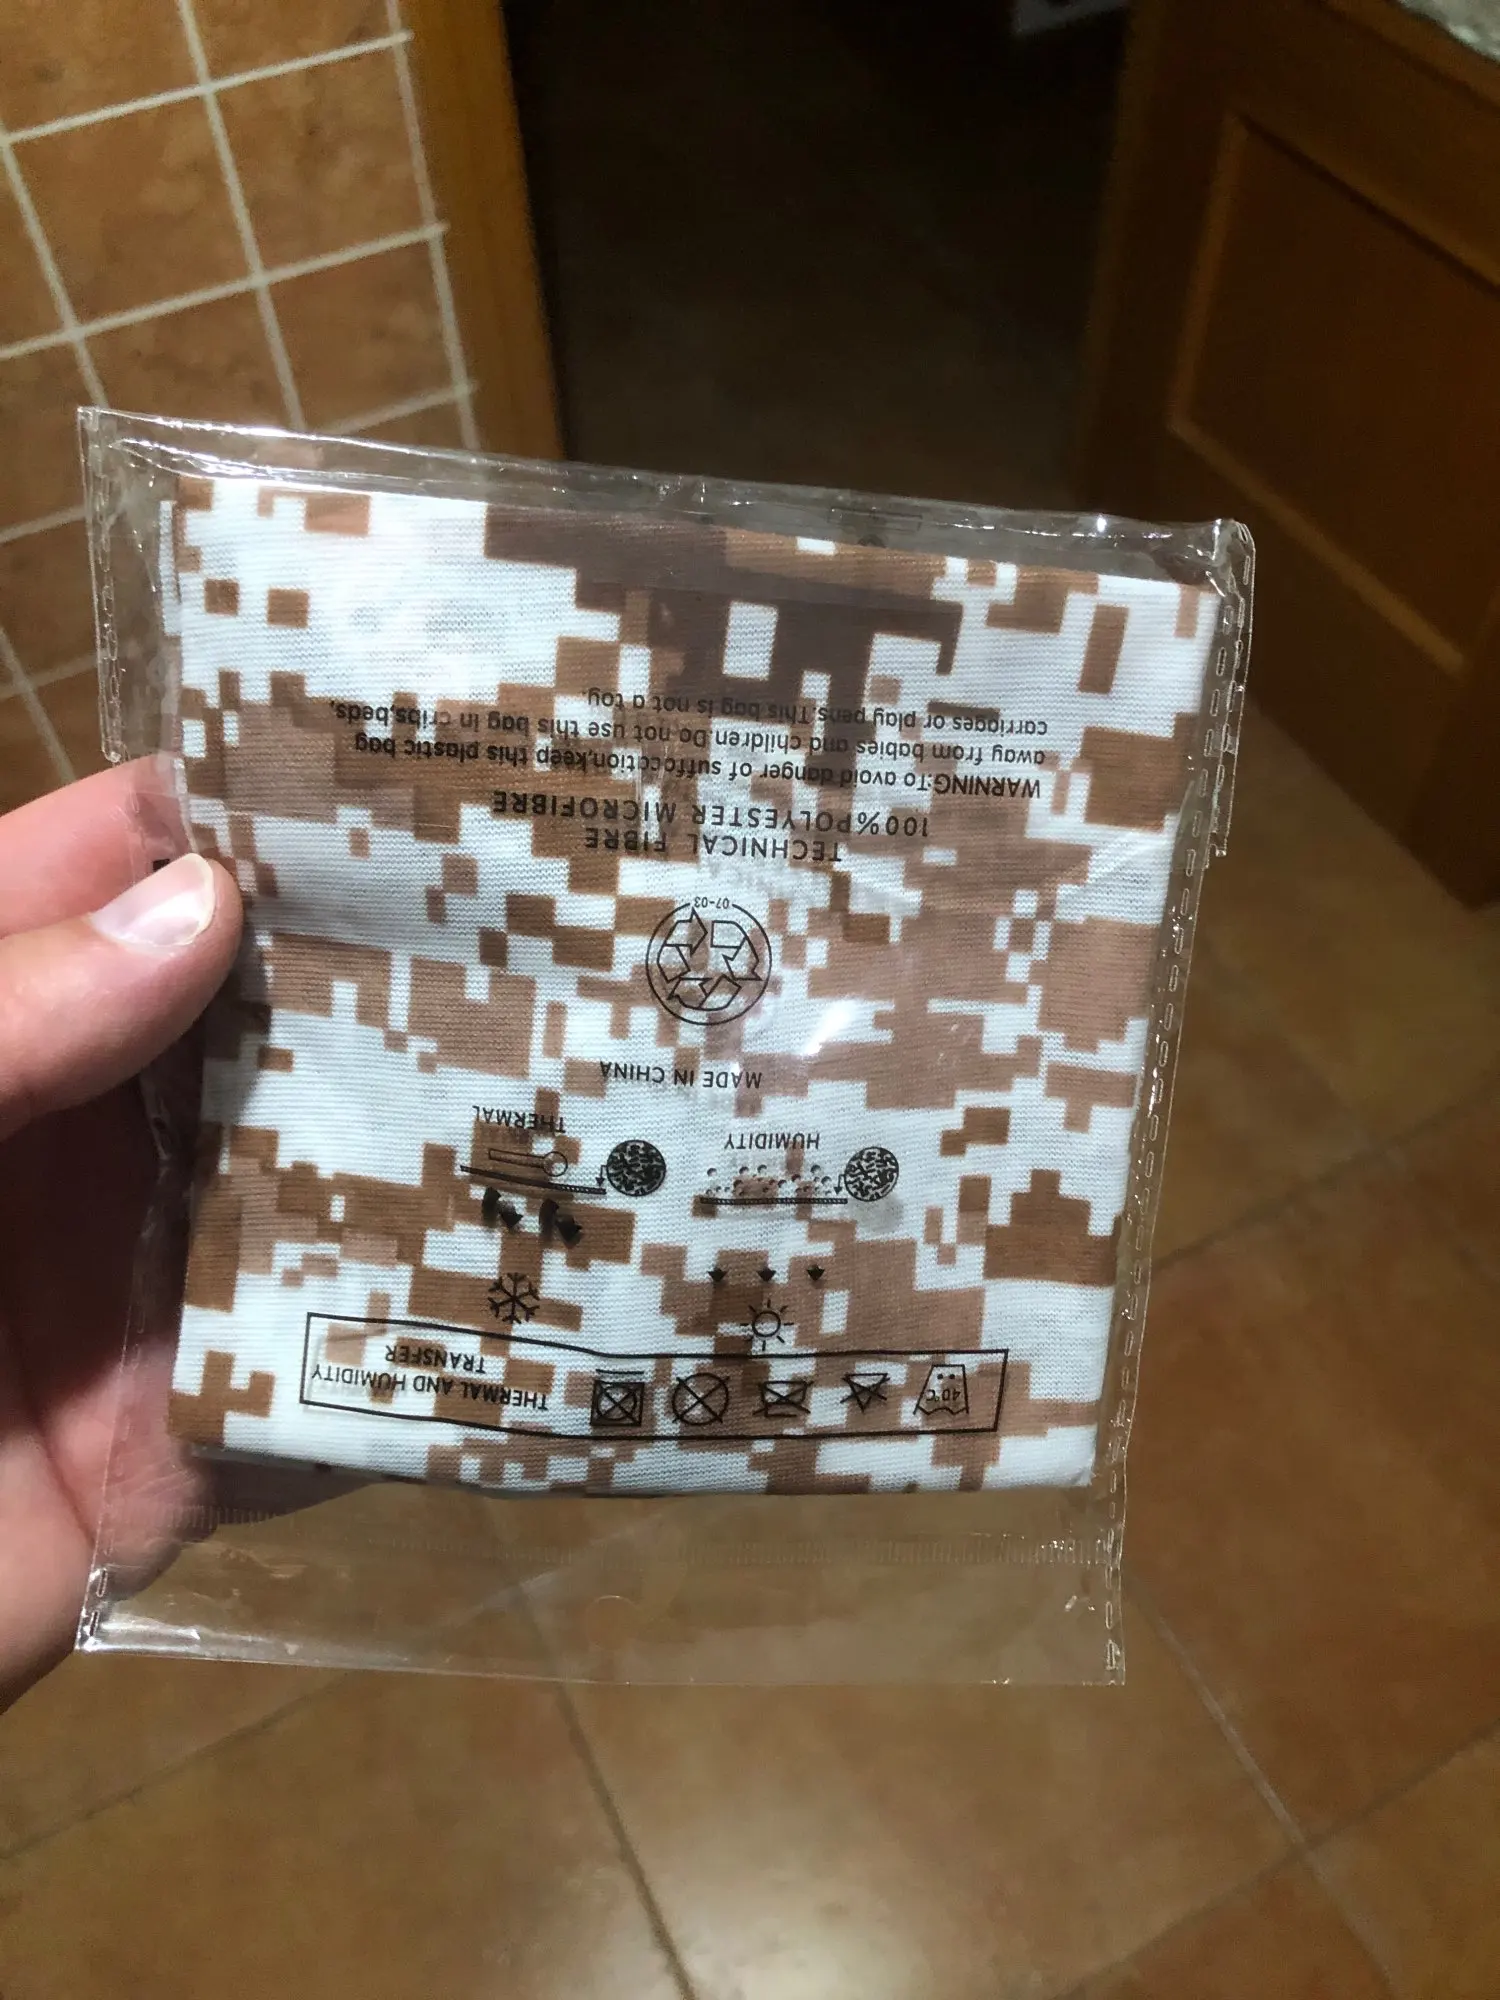 40°C
THERMAL AND HUMIDITY
TRANSFER
HUMIDITY
THERMAL
MADE IN CHINA
07-03
TECHNICAL FIBRE
100%POLYESTER MICROFIBRE
WARNING:To avoid danger of suffocation,keep this plastic bag
away from babies and children.Do not use this bag in cribs,beds,
carriages or play pens.This bag is not a toy.